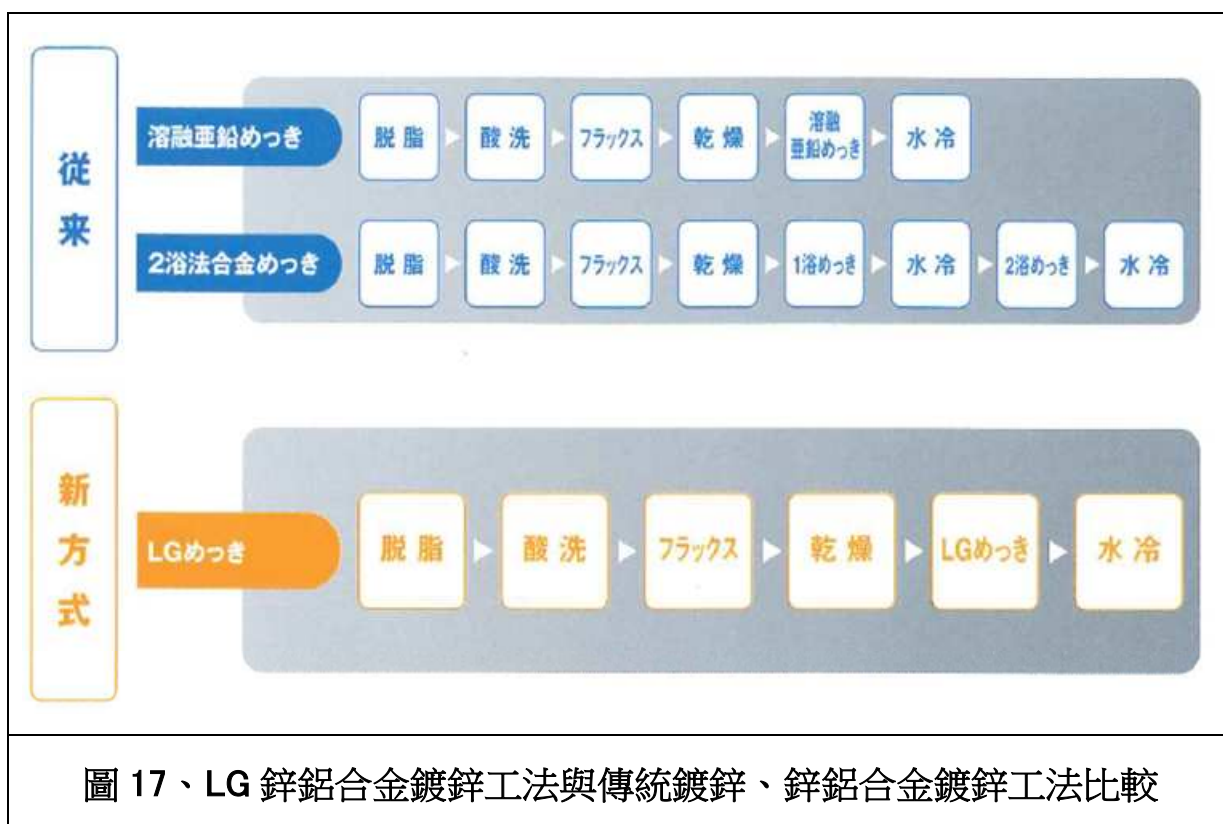 従来
溶融亜鉛めっき
脱脂
酸洗
フラックス
乾燥
溶融
亜鉛めっき
水冷
2浴法合金めっき
脱脂
酸洗
フラックス
乾燥
1浴めっき
水冷
2浴めっき
水冷
新方式
LGめっき
脱脂
酸洗
フラックス
乾燥
LGめっき
水冷
圖 17、LG 鋅鋁合金鍍鋅工法與傳統鍍鋅、鋅鋁合金鍍鋅工法比較